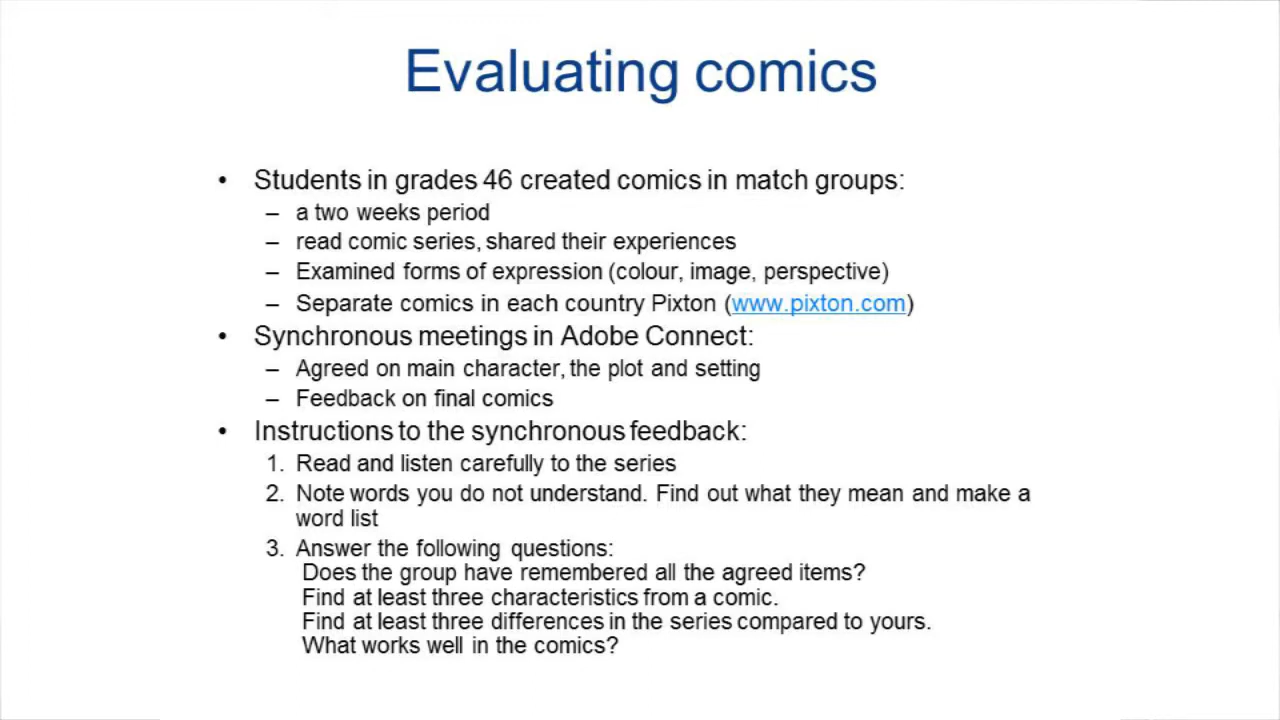 Evaluating comics
• Students in grades 46 created comics in match groups:
– a two weeks period
– read comic series, shared their experiences
– Examined forms of expression (colour, image, perspective)
– Separate comics in each country Pixton (www.pixton.com)
• Synchronous meetings in Adobe Connect:
– Agreed on main character, the plot and setting
– Feedback on final comics
• Instructions to the synchronous feedback:
1. Read and listen carefully to the series
2. Note words you do not understand. Find out what they mean and make a
word list
3. Answer the following questions:
Does the group have remembered all the agreed items?
Find at least three characteristics from a comic.
Find at least three differences in the series compared to yours.
What works well in the comics?